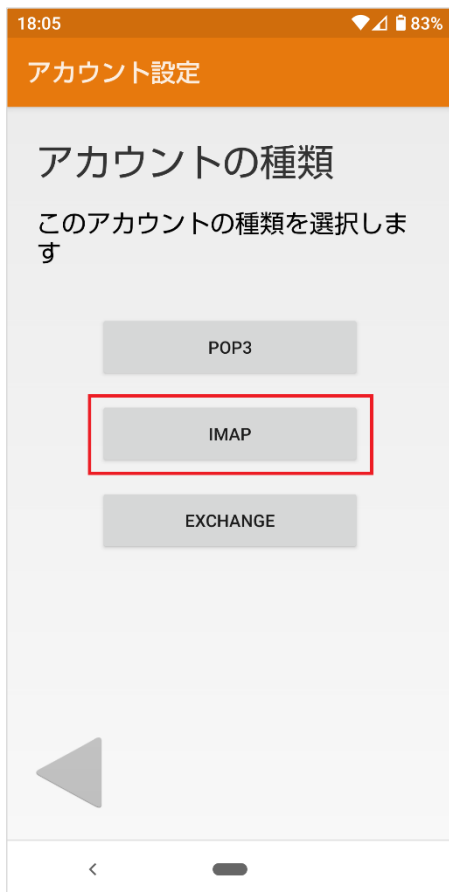 18:05 83%
アカウント設定
アカウントの種類
このアカウントの種類を選択しま
す
POP3
IMAP
EXCHANGE